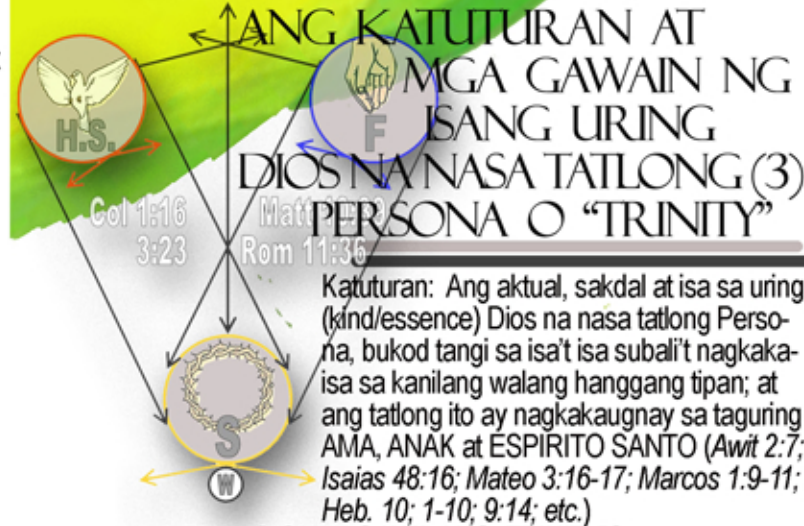 ANG KATUTURAN AT
MGA GAWAIN NG
ISANG URING
DIOS NA NASA TATLONG (3)
PERSONA O “TRINITY”
H.S.
F
Col 1:16
3:23
Matt
Rom 11:36
S
W
Katuturan: Ang aktual, sakdal at isa sa uring
(kind/essence) Dios na nasa tatlong Perso-
na, bukod tangi sa isa't isa subali't nagkaka-
isa sa kanilang walang hanggang tipan; at
ang tatlong ito ay nagkakaugnay sa taguring
AMA, ANAK at ESPIRITO SANTO (Awit 2:7;
Isaias 48:16; Mateo 3:16-17; Marcos 1:9-11;
Heb. 10; 1-10; 9:14; etc.)